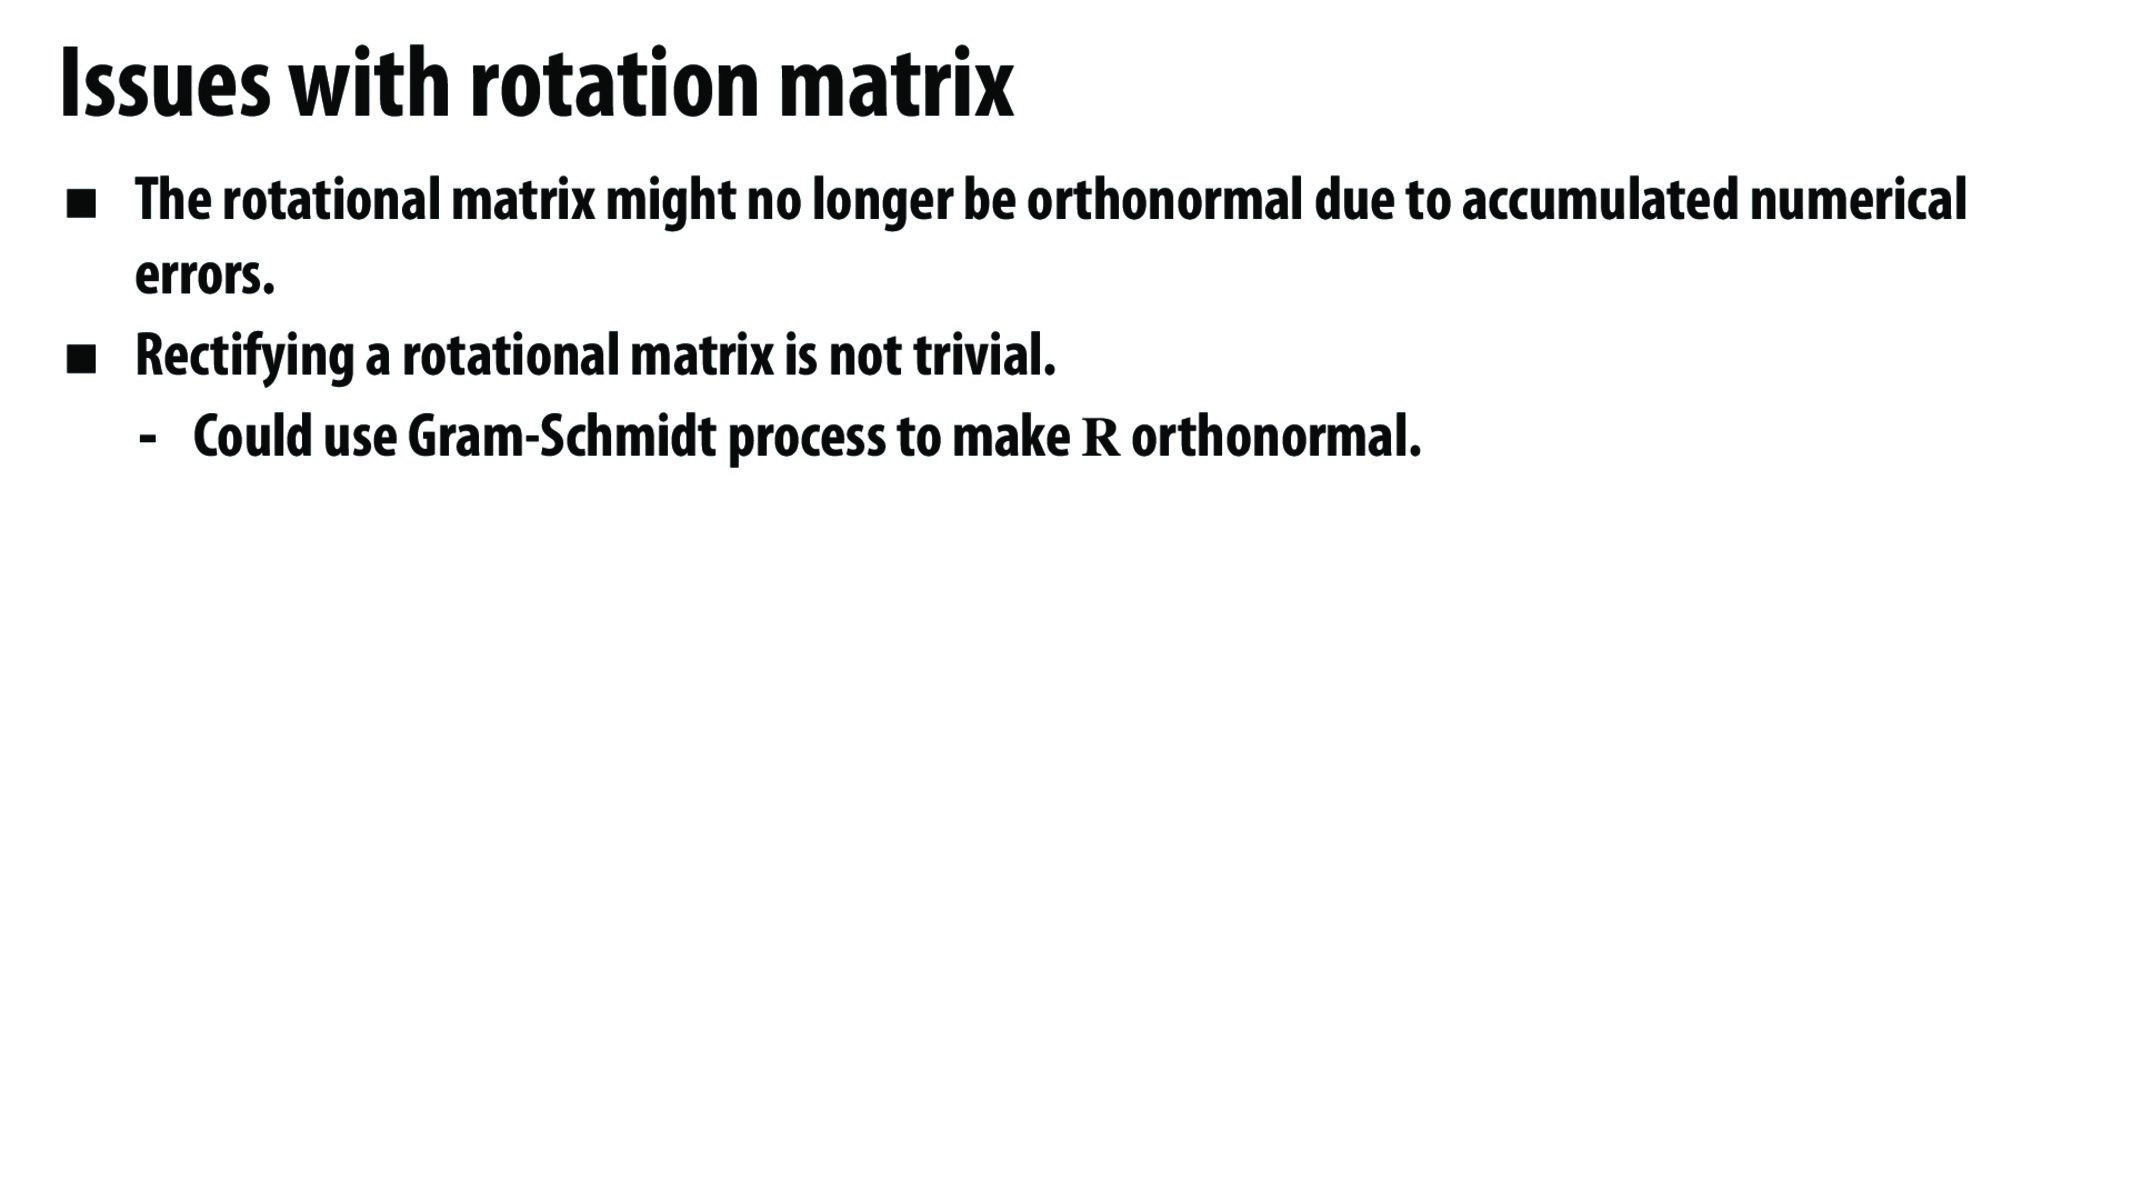 Issues with rotation matrix
■ The rotational matrix might no longer be orthonormal due to accumulated numerical
errors.
■ Rectifying a rotational matrix is not trivial.
- Could use Gram-Schmidt process to make R orthonormal.